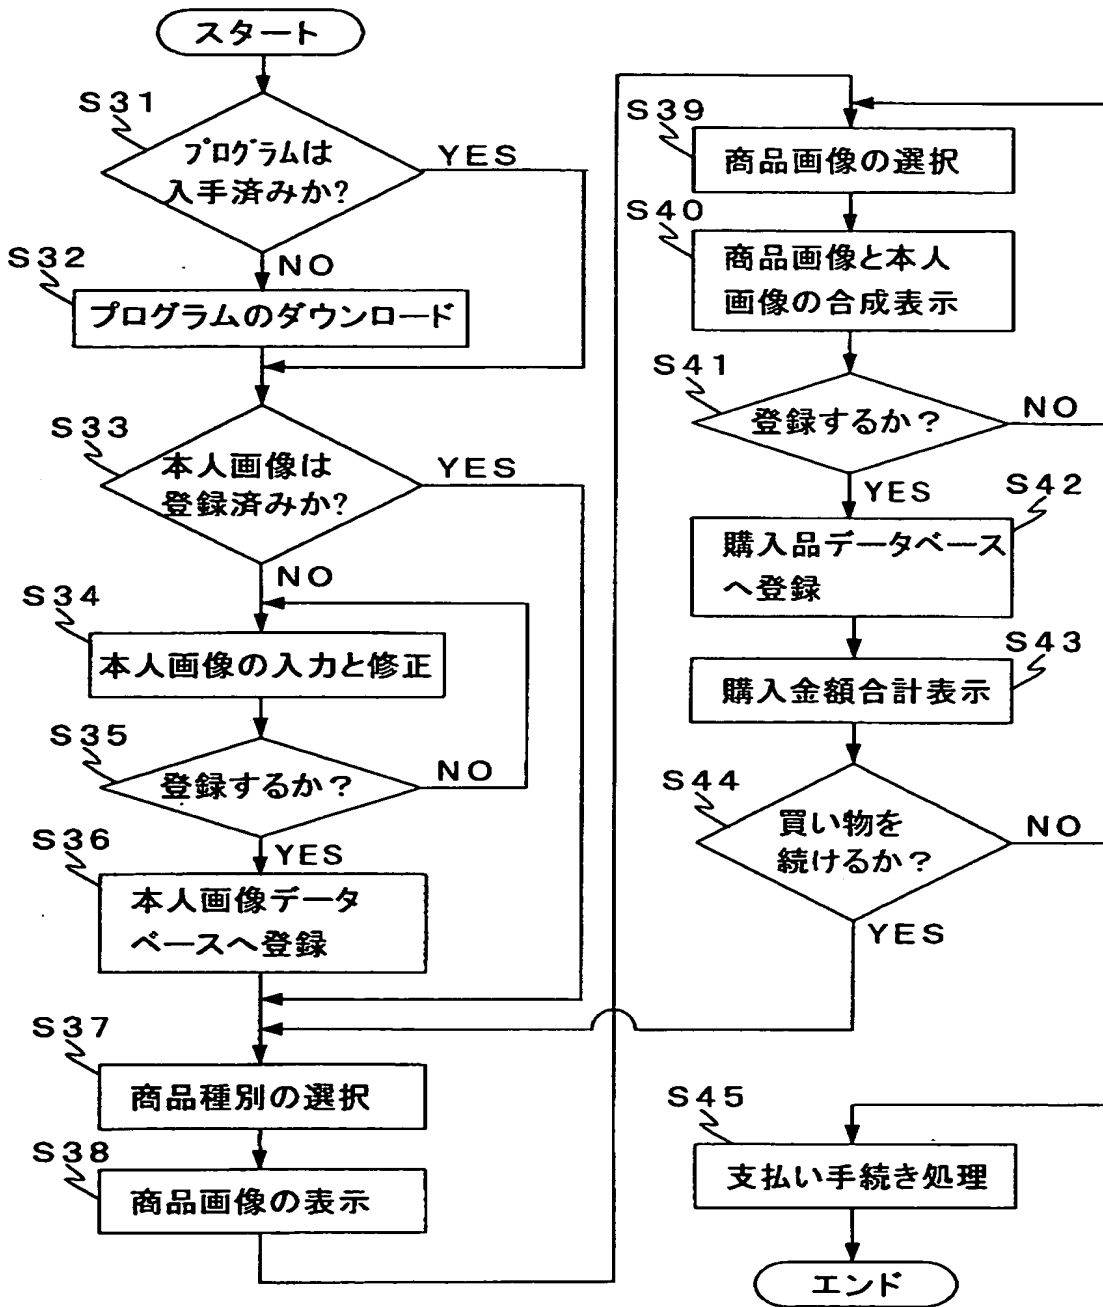 スタート
S31
プログラムは
入手済みか?
YES
NO
S32
プログラムのダウンロード
S33
本人画像は
登録済みか?
YES
NO
S34
本人画像の入力と修正
S35
登録するか?
NO
YES
S36
本人画像データ
ベースへ登録
S37
商品種別の選択
S38
商品画像の表示
S39
商品画像の選択
S40
商品画像と本人
画像の合成表示
S41
登録するか?
NO
YES
S42
購入品データベース
へ登録
S43
購入金額合計表示
S44
買い物を
続けるか?
NO
YES
S45
支払い手続き処理
エンド